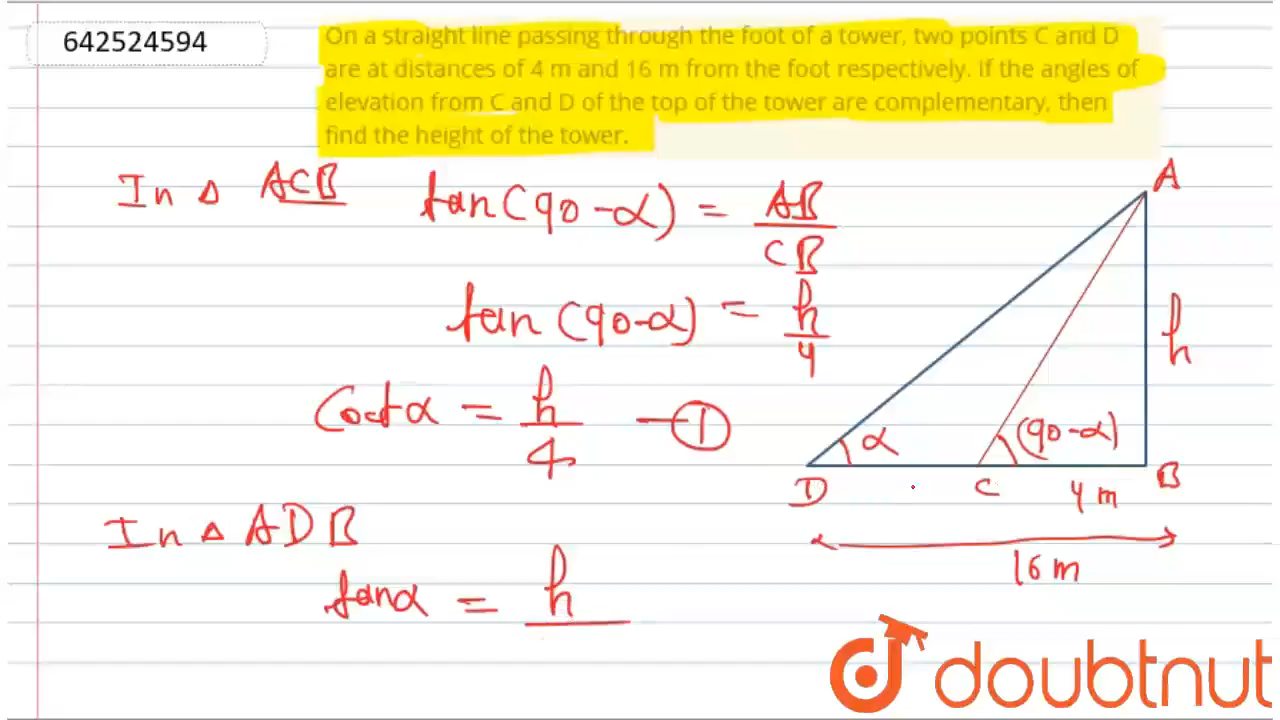 642524594
On a straight line passing through the foot of a tower, two points C and D
are at distances of 4 m and 16 m from the foot respectively. If the angles of
elevation from C and D of the top of the tower are complementary, then
find the height of the tower.
In Δ ACB tan(90-α) = AB/CB
tan(90-α) = h/4
Cotα = h/4 —①
In Δ ADB
tanα = h
A
h
α
(90-α)
D
C
4 m
B
16 m
doubtnut